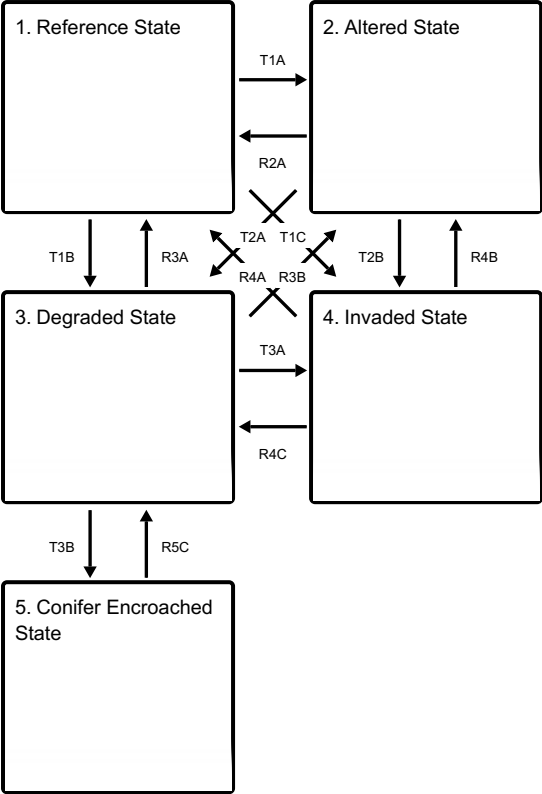 1. Reference State
2. Altered State
T1A
R2A
T2A
T1C
T1B
R3A
T2B
R4B
R4A
R3B
3. Degraded State
4. Invaded State
T3A
R4C
T3B
R5C
5. Conifer Encroached
State